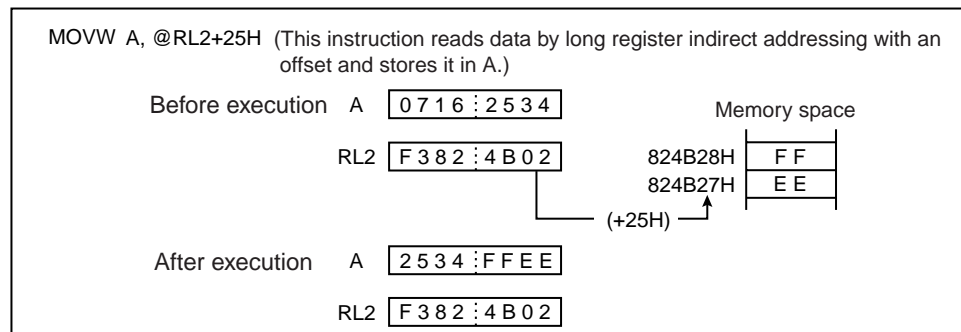 MOVW A, @RL2+25H (This instruction reads data by long register indirect addressing with an
offset and stores it in A.)
Before execution A 0716 2534
Memory space
RL2 F382 4B02 824B28H FF
824B27H EE
(+25H)
After execution A 2534 FFEE
RL2 F382 4B02